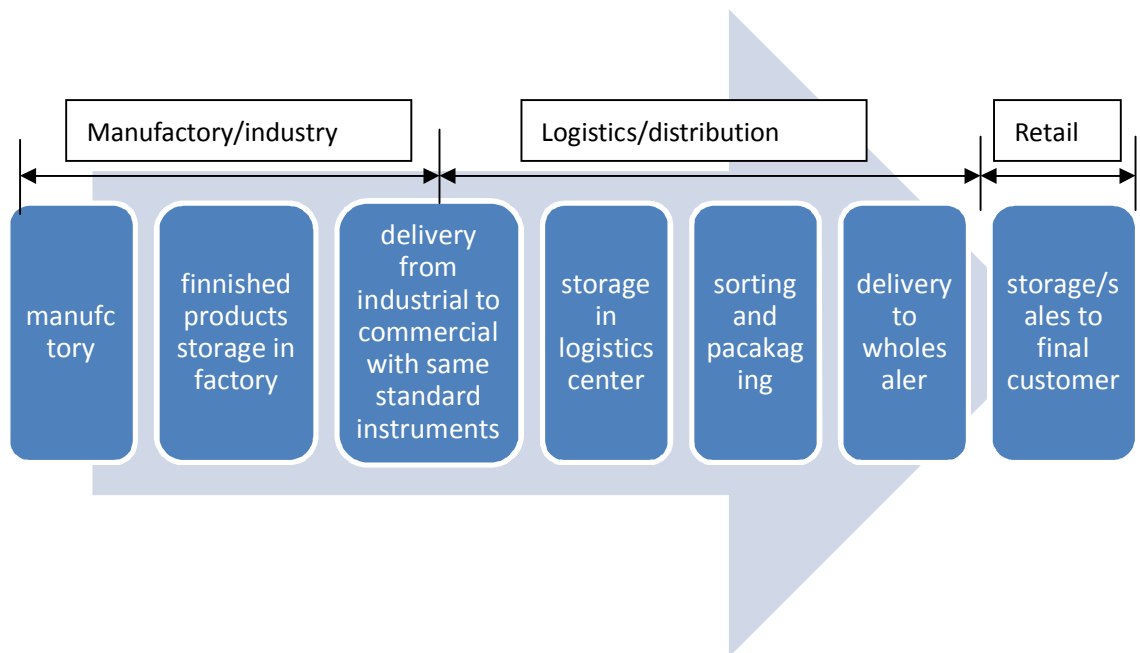 Manufactory/industry
Logistics/distribution
Retail
manufc
tory
finnished
products
storage in
factory
delivery
from
industrial to
commercial
with same
standard
instruments
storage
in
logistics
center
sorting
and
pacakag
ing
delivery
to
wholes
aler
storage/s
ales to
final
customer